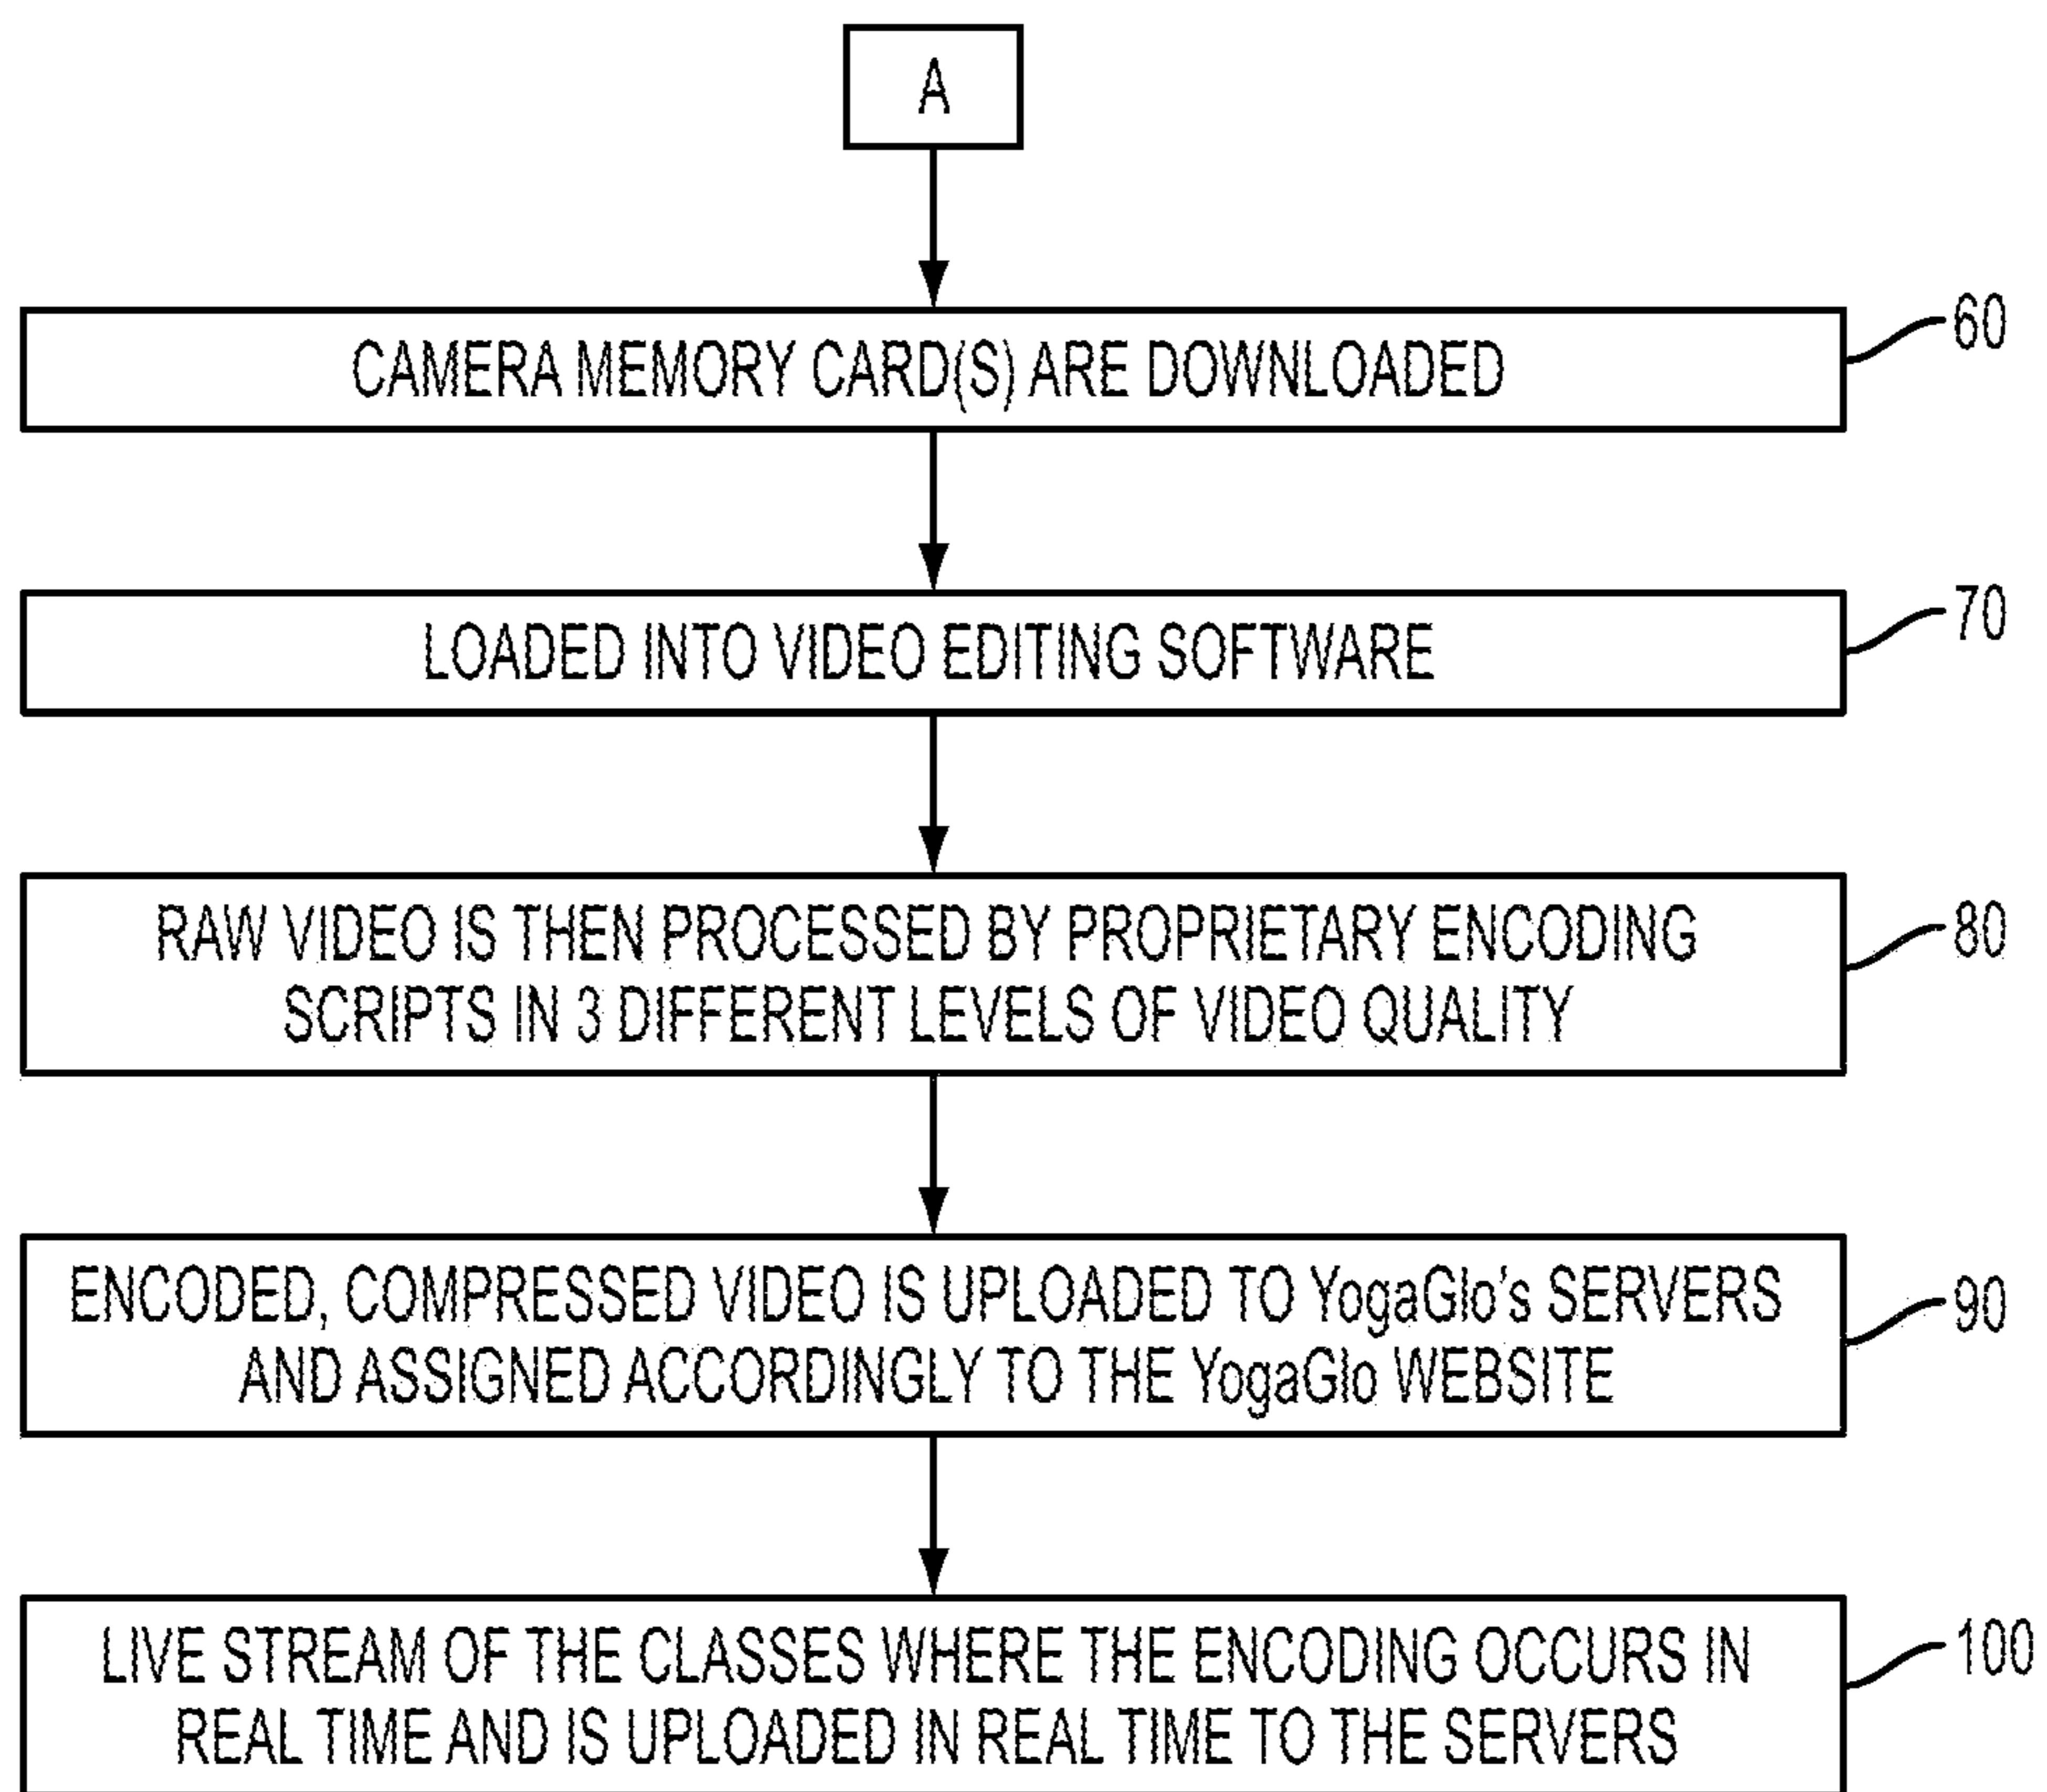 A
60
CAMERA MEMORY CARD(S) ARE DOWNLOADED
70
LOADED INTO VIDEO EDITING SOFTWARE
80
RAW VIDEO IS THEN PROCESSED BY PROPRIETARY ENCODING
SCRIPTS IN 3 DIFFERENT LEVELS OF VIDEO QUALITY
90
ENCODED, COMPRESSED VIDEO IS UPLOADED TO YogaGlo's SERVERS
AND ASSIGNED ACCORDINGLY TO THE YogaGlo WEBSITE
100
LIVE STREAM OF THE CLASSES WHERE THE ENCODING OCCURS IN
REAL TIME AND IS UPLOADED IN REAL TIME TO THE SERVERS